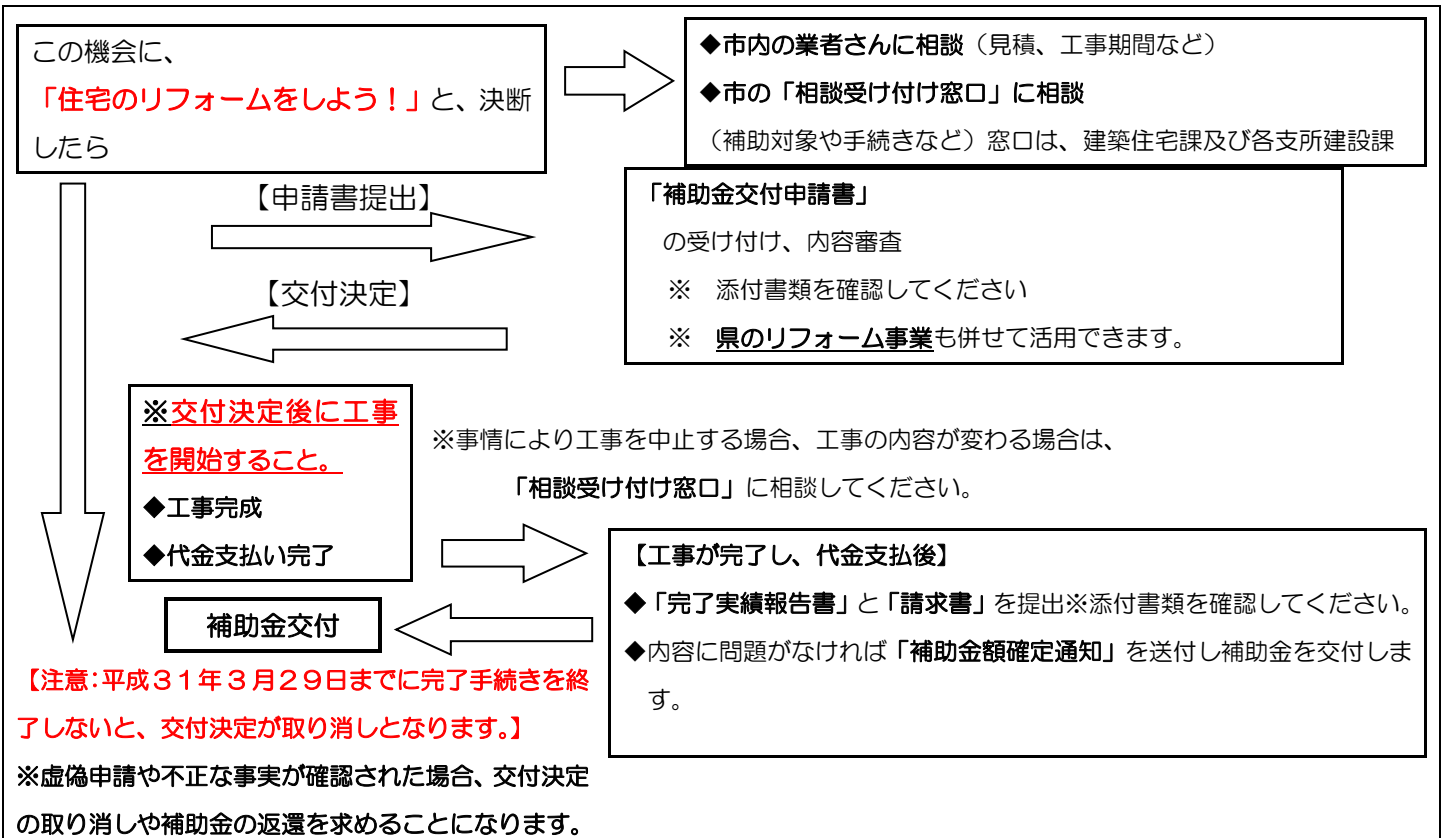 この機会に、
「住宅のリフォームをしよう！」と、決断
したら
◆市内の業者さんに相談（見積、工事期間など）
◆市の「相談受け付け窓口」に相談
（補助対象や手続きなど）窓口は、建築住宅課及び各支所建設課
【申請書提出】
「補助金交付申請書」
の受け付け、内容審査
※　添付書類を確認してください
※　県のリフォーム事業も併せて活用できます。
【交付決定】
※交付決定後に工事
を開始すること。
◆工事完成
◆代金支払い完了
※事情により工事を中止する場合、工事の内容が変わる場合は、
「相談受け付け窓口」に相談してください。
【工事が完了し、代金支払後】
◆「完了実績報告書」と「請求書」を提出※添付書類を確認してください。
◆内容に問題がなければ「補助金額確定通知」を送付し補助金を交付しま
す。
補助金交付
【注意：平成３１年３月２９日までに完了手続きを終
了しないと、交付決定が取り消しとなります。】
※虚偽申請や不正な事実が確認された場合、交付決定
の取り消しや補助金の返還を求めることになります。